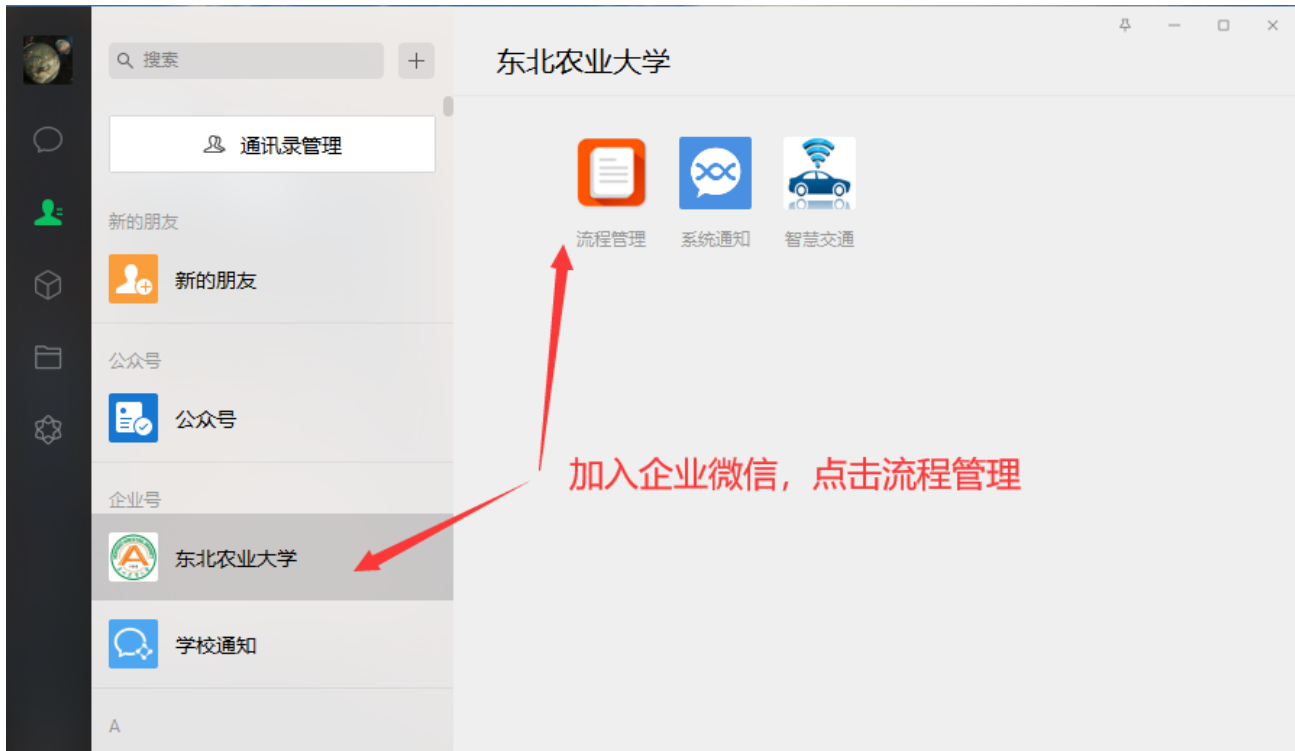 搜索
通讯录管理
新的朋友
新的朋友
公众号
公众号
企业号
东北农业大学
学校通知
A
东北农业大学
流程管理 系统通知 智慧交通
加入企业微信，点击流程管理